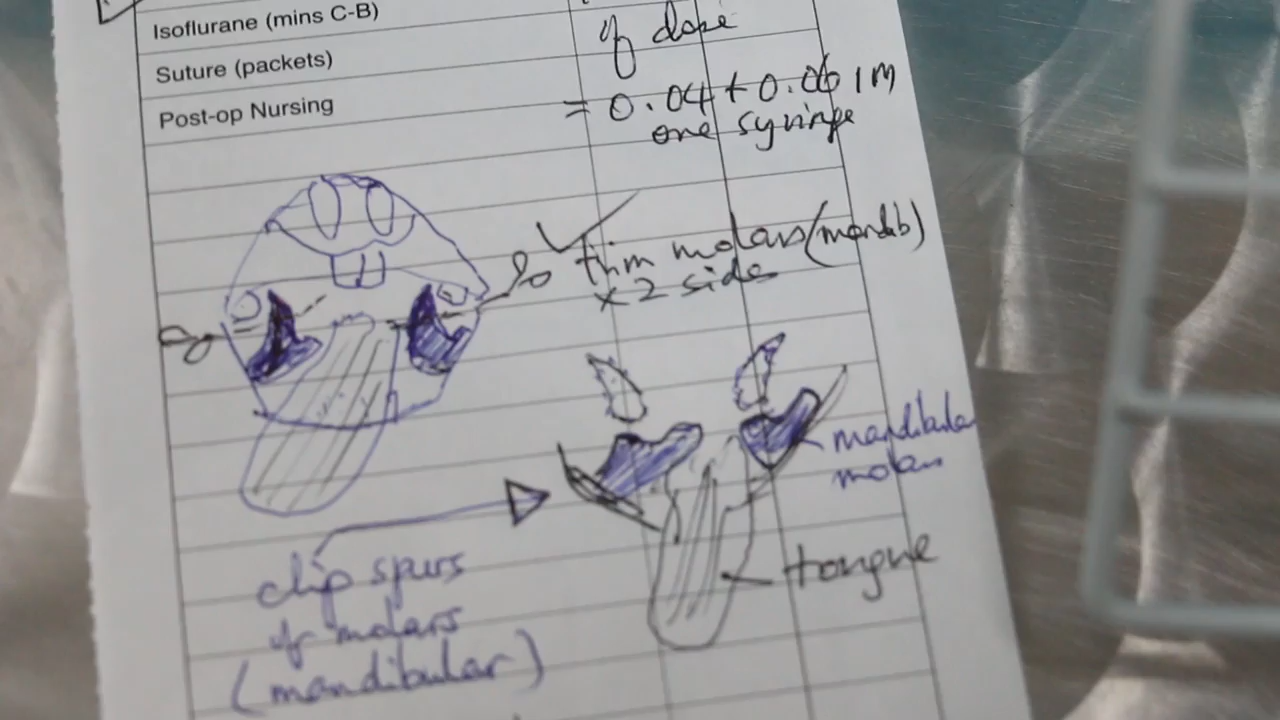 Isoflurane (mins C-B)
Suture (packets)
Post-op Nursing
of dope
= 0.04 + 0.06 IM
one syringe
trim molars (mandib)
x 2 side
mandibular
molars
clip spurs
of molars
(mandibular)
tongue